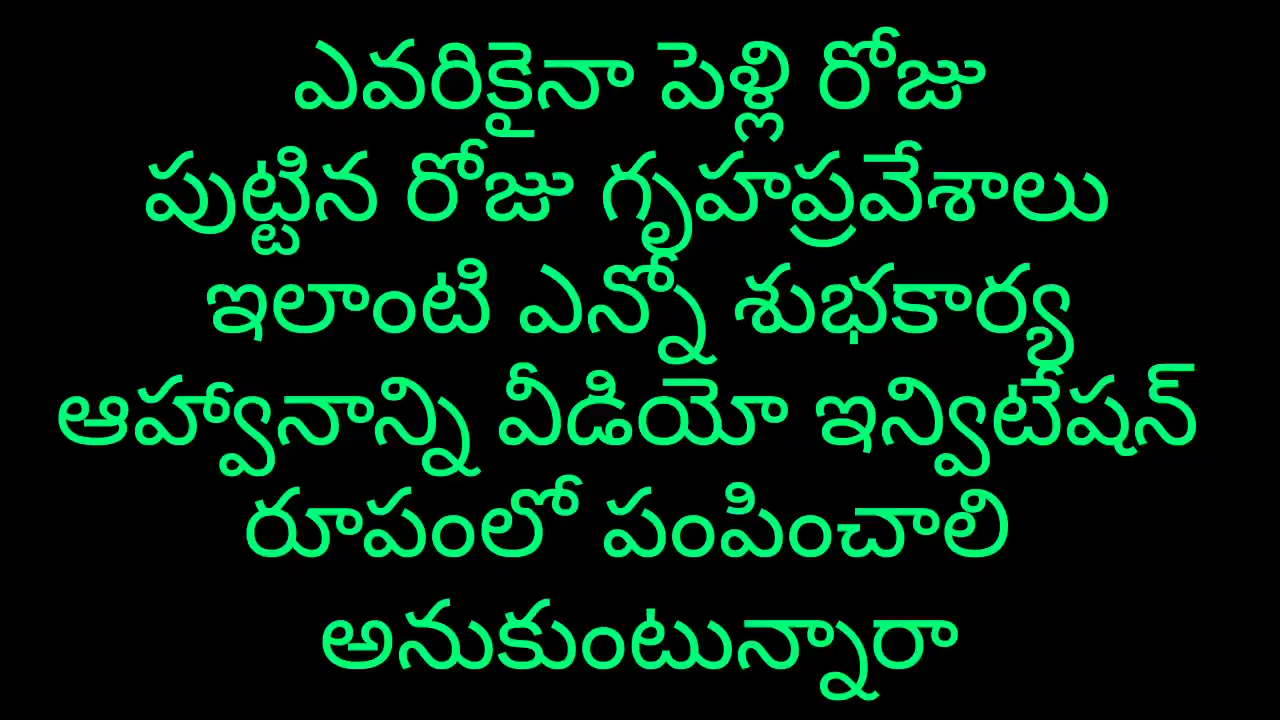 ఎవరికైనా పెళ్లి రోజు
పుట్టిన రోజు గృహప్రవేశాలు
ఇలాంటి ఎన్నో శుభకార్య
ఆహ్వానాన్ని వీడియో ఇన్విటేషన్
రూపంలో పంపించాలి
అనుకుంటున్నారా